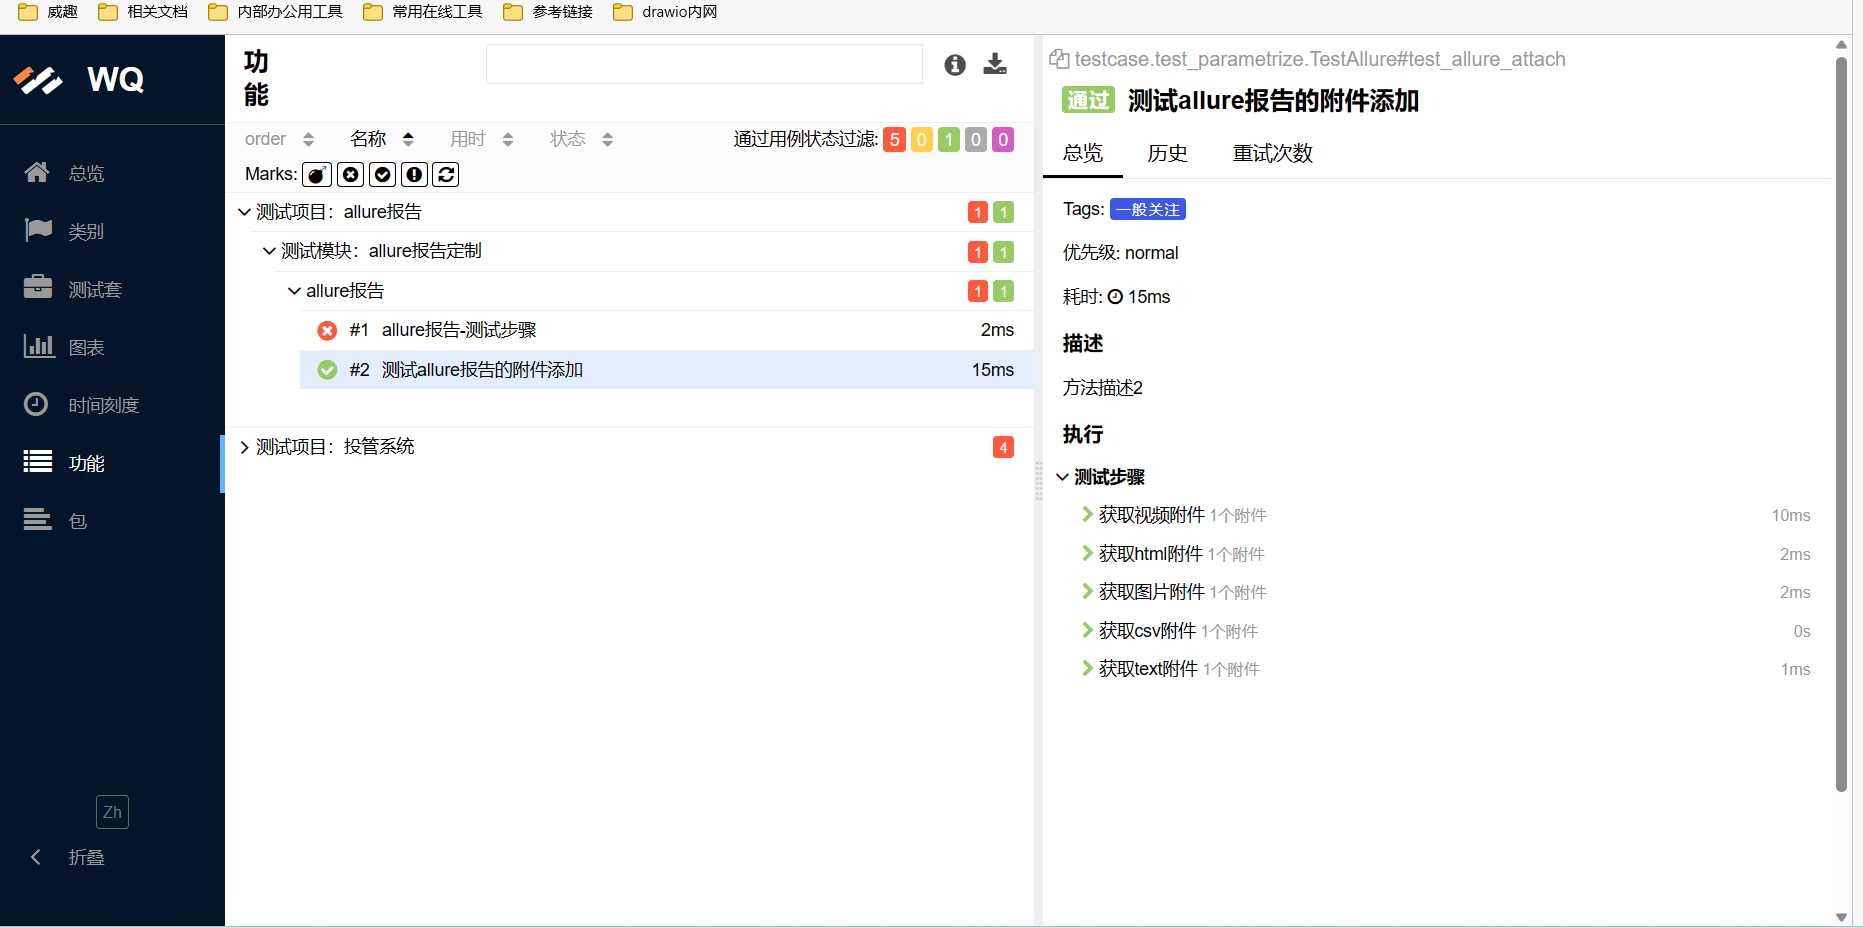 威趣 相关文档 内部办公用工具 常用在线工具 参考链接 drawio内网
WQ
总览
类别
测试套
图表
时间刻度
功能
包
Zh
折叠
功
能
order 名称 用时 状态 通过用例状态过滤: 5 0 1 0 0
Marks:
测试项目：allure报告 1 1
测试模块：allure报告定制 1 1
allure报告 1 1
#1 allure报告-测试步骤 2ms
#2 测试allure报告的附件添加 15ms
测试项目：投管系统 4
testcase.test_parametrize.TestAllure#test_allure_attach
通过 测试allure报告的附件添加
总览 历史 重试次数
Tags: 一般关注
优先级: normal
耗时: 15ms
描述
方法描述2
执行
测试步骤
获取视频附件 1个附件 10ms
获取html附件 1个附件 2ms
获取图片附件 1个附件 2ms
获取csv附件 1个附件 0s
获取text附件 1个附件 1ms